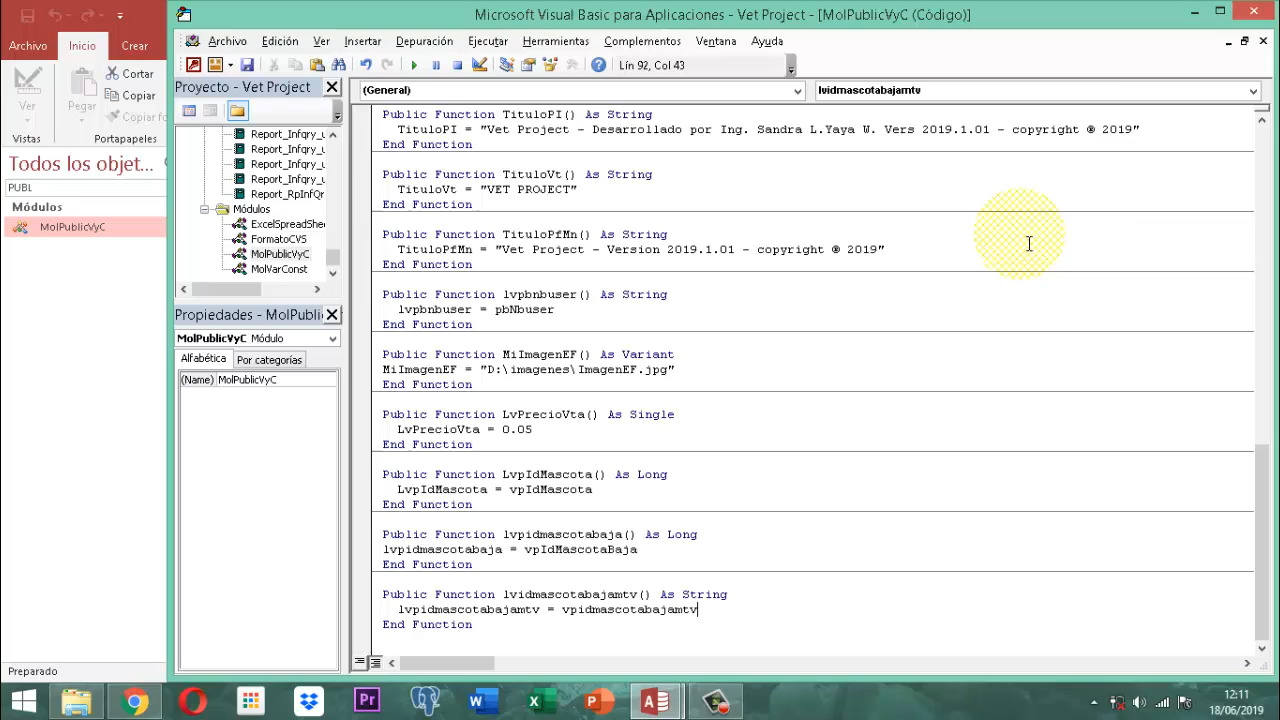 Microsoft Visual Basic para Aplicaciones - Vet Project - [MolPublicVyC (Código)]
Archivo Inicio Crear
Archivo Edición Ver Insertar Depuración Ejecutar Herramientas Complementos Ventana Ayuda
Lín 92, Col 43
Ver
Pegar
Cortar
Copiar
Copiar fo
Vistas Portapapeles
Todos los objet...
PUBL
Módulos
MolPublicVyC
Preparado
Proyecto - Vet Project
Report_Infqry_u
Report_Infqry_u
Report_Infqry_u
Report_Infqry_u
Report_RpInfQr
Módulos
ExcelSpreadShe
FormatoCVS
MolPublicVyC
MolVarConst
Propiedades - MolPubli
MolPublicVyC Módulo
Alfabética Por categorías
(Name) MolPublicVyC
(General) lvidmascotabajamtv
Public Function TituloPI() As String
TituloPI = "Vet Project - Desarrollado por Ing. Sandra L.Yaya W. Vers 2019.1.01 - copyright ® 2019"
End Function
Public Function TituloVt() As String
TituloVt = "VET PROJECT"
End Function
Public Function TituloPfMn() As String
TituloPfMn = "Vet Project - Version 2019.1.01 - copyright ® 2019"
End Function
Public Function lvpbnbuser() As String
lvpbnbuser = pbNbuser
End Function
Public Function MiImagenEF() As Variant
MiImagenEF = "D:\imagenes\ImagenEF.jpg"
End Function
Public Function LvPrecioVta() As Single
LvPrecioVta = 0.05
End Function
Public Function LvpIdMascota() As Long
LvpIdMascota = vpIdMascota
End Function
Public Function lvpidmascotabaja() As Long
lvpidmascotabaja = vpIdMascotaBaja
End Function
Public Function lvidmascotabajamtv() As String
lvpidmascotabajamtv = vpidmascotabajamtv
End Function
12:11
18/06/2019